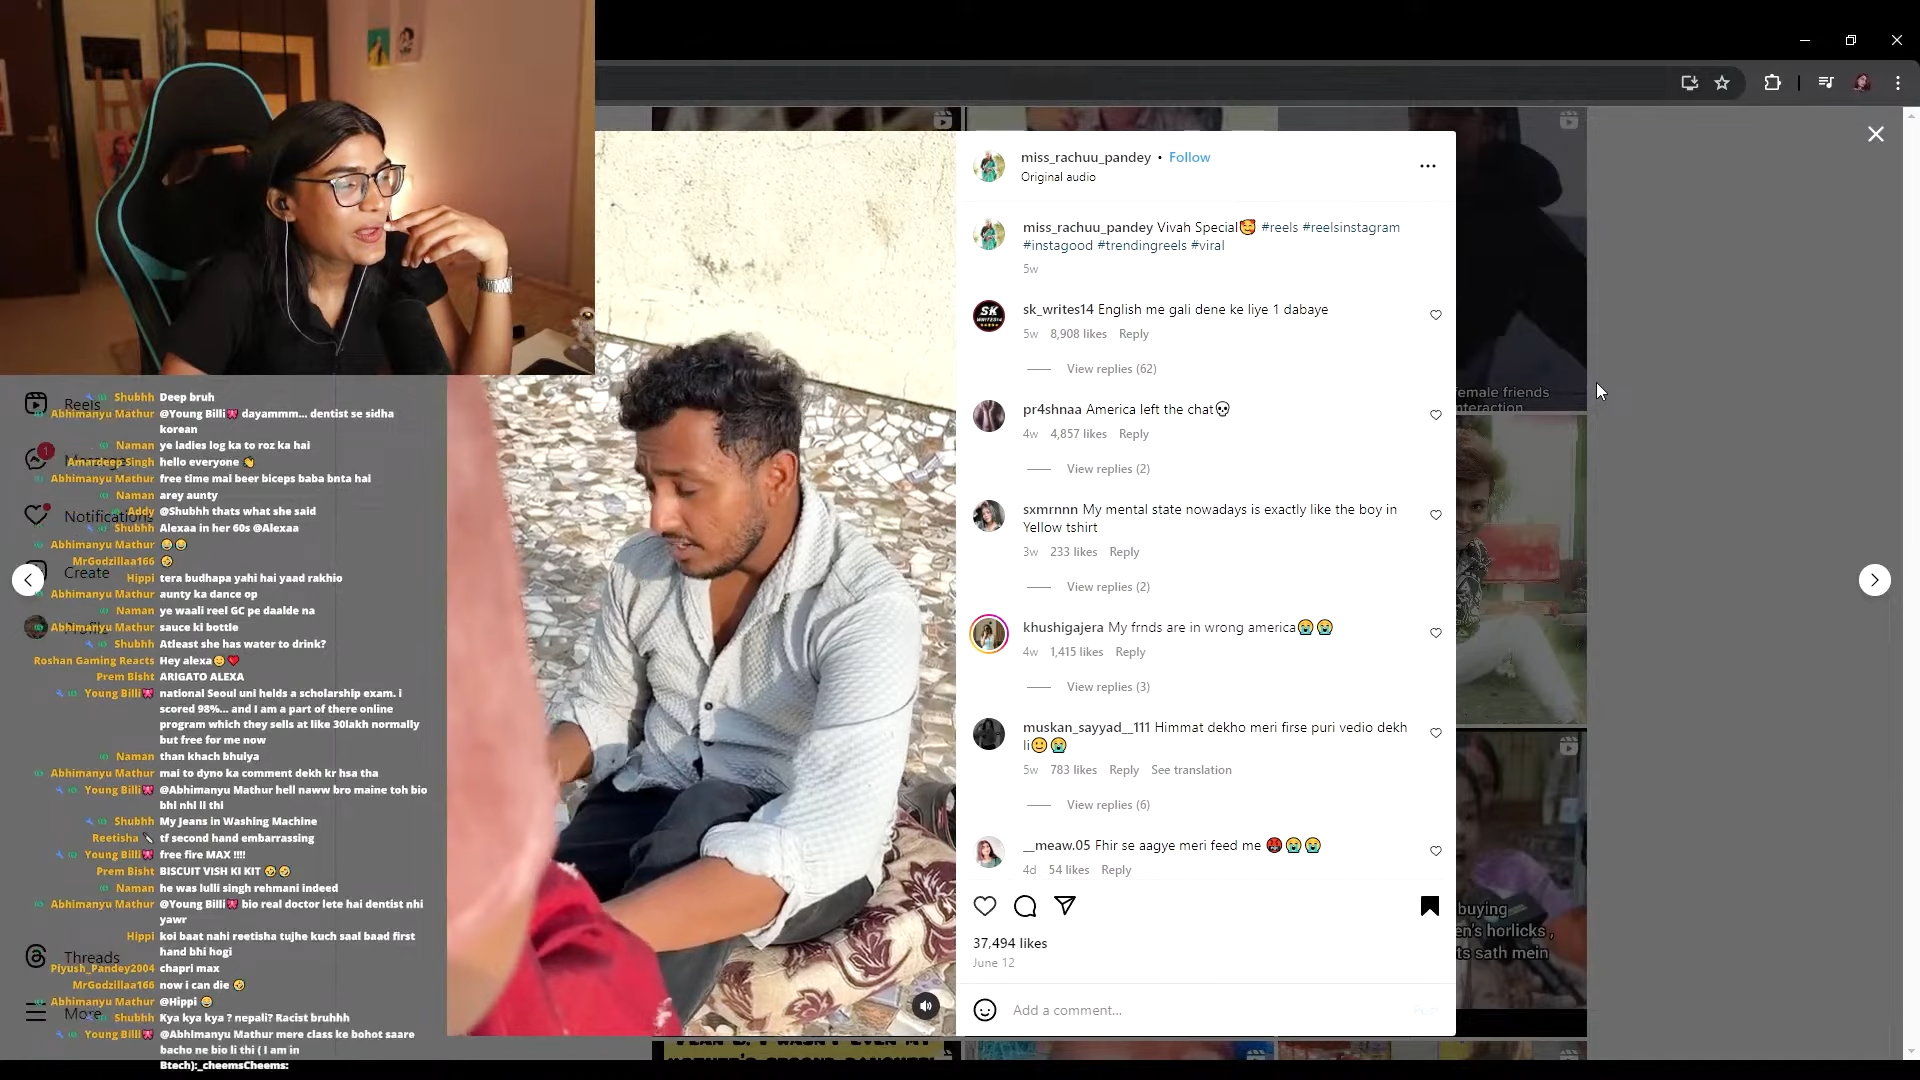 miss_rachuu_pandey • Follow
Original audio
miss_rachuu_pandey Vivah Special🥰 #reels #reelsinstagram
#instagood #trendingreels #viral
5w
sk_writes14 English me gali dene ke liye 1 dabaye
5w 8,908 likes Reply
View replies (62)
pr4shnaa America left the chat💀
4w 4,857 likes Reply
View replies (2)
sxmrnnn My mental state nowadays is exactly like the boy in
Yellow tshirt
3w 233 likes Reply
View replies (2)
khushigajera My frnds are in wrong america😭😭
4w 1,415 likes Reply
View replies (3)
muskan_sayyad__111 Himmat dekho meri firse puri vedio dekh
li🙂😭
5w 783 likes Reply See translation
View replies (6)
__meaw.05 Fhir se aagye meri feed me 😭😭
4d 54 likes Reply
37,494 likes
June 12
Add a comment...
Post
Reels
Notifications
Create
Threads
More
Shubhh Deep bruh
Abhimanyu Mathur @Young Billi dayammm... dentist se sidha
korean
Naman ye ladies log ka to roz ka hai
Amardeep Singh hello everyone 👏
Abhimanyu Mathur free time mai beer biceps baba bnta hai
Naman arey aunty
Addy @Shubhh thats what she said
Shubhh Alexaa in her 60s @Alexaa
Abhimanyu Mathur 😂😂
MrGodzillaa166 🤣
Hippi tera budhapa yahi hai yaad rakhio
Abhimanyu Mathur aunty ka dance op
Naman ye waali reel GC pe daalde na
Abhimanyu Mathur sauce ki bottle
Shubhh Atleast she has water to drink?
Roshan Gaming Reacts Hey alexa😊❤️
Prem Bisht ARIGATO ALEXA
Young Billi national Seoul uni helds a scholarship exam. i
scored 98%... and I am a part of there online
program which they sells at like 30lakh normally
but free for me now
Naman than khach bhuiya
Abhimanyu Mathur mai to dyno ka comment dekh kr hsa tha
Young Billi @Abhimanyu Mathur hell naww bro maine toh bio
bhi nhi li thi
Shubhh My Jeans in Washing Machine
Reetisha tf second hand embarrassing
Young Billi free fire MAX !!!!
Prem Bisht BISCUIT VISH KI KIT 🤣🤣
Naman he was lulli singh rehmani indeed
Abhimanyu Mathur @Young Billi bio real doctor lete hai dentist nhi
yawr
Hippi koi baat nahi reetisha tujhe kuch saal baad first
hand bhi hogi
Piyush_Pandey2004 chapri max
MrGodzillaa166 now i can die 🤣
Abhimanyu Mathur @Hippi 😂
Shubhh Kya kya kya ? nepali? Racist bruhhh
Young Billi @Abhimanyu Mathur mere class ke bohot saare
bacho ne bio li thi ( I am in
Btech):_cheemsCheems:
female friends
buying
ts sath mein